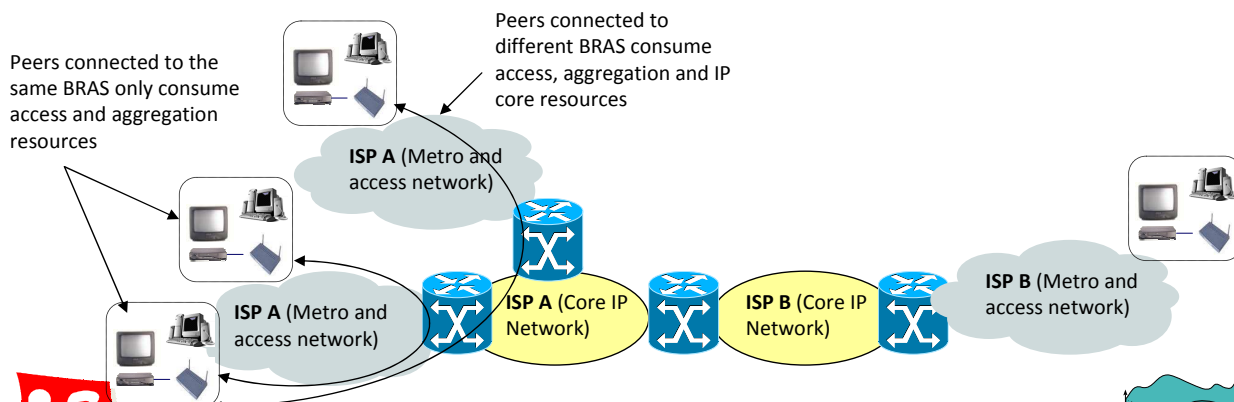 Peers connected to
different BRAS consume
access, aggregation and IP
core resources
Peers connected to the
same BRAS only consume
access and aggregation
resources
ISP A (Metro and
access network)
ISP A (Metro and
access network)
ISP A (Core IP
Network)
ISP B (Core IP
Network)
ISP B (Metro and
access network)